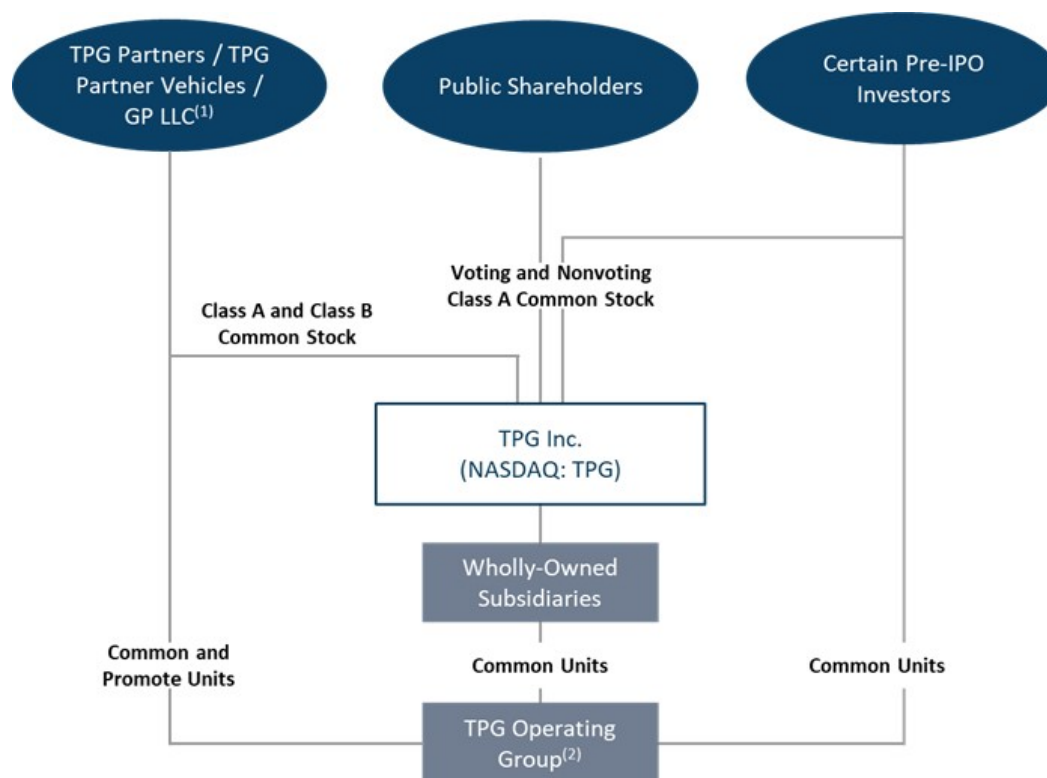 TPG Partners / TPG
Partner Vehicles /
GP LLC(1)
Public Shareholders
Certain Pre-IPO
Investors
Voting and Nonvoting
Class A Common Stock
Class A and Class B
Common Stock
TPG Inc.
(NASDAQ: TPG)
Wholly-Owned
Subsidiaries
Common and
Promote Units
Common Units
Common Units
TPG Operating
Group(2)